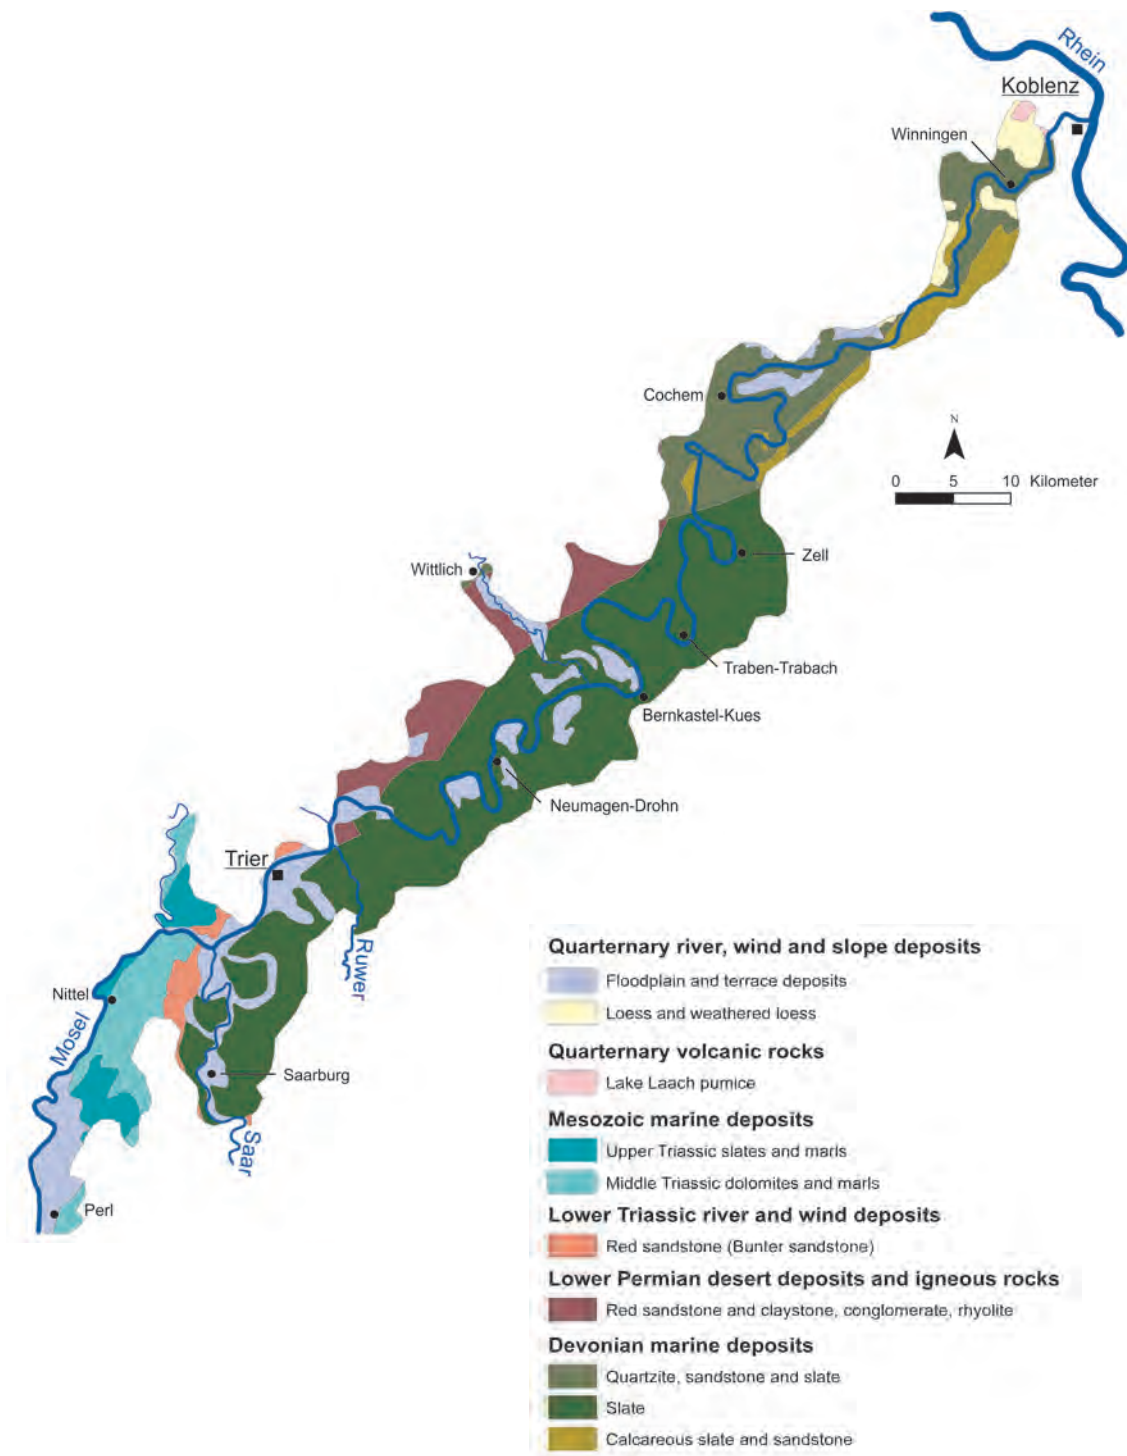 Rhein
Koblenz
Winningen
Cochem
N
0 5 10 Kilometer
Zell
Wittlich
Traben-Trabach
Bernkastel-Kues
Neumagen-Drohn
Trier
Ruwer
Nittel
Mosel
Saarburg
Saar
Perl
Quarternary river, wind and slope deposits
Floodplain and terrace deposits
Loess and weathered loess
Quarternary volcanic rocks
Lake Laach pumice
Mesozoic marine deposits
Upper Triassic slates and marls
Middle Triassic dolomites and marls
Lower Triassic river and wind deposits
Red sandstone (Bunter sandstone)
Lower Permian desert deposits and igneous rocks
Red sandstone and claystone, conglomerate, rhyolite
Devonian marine deposits
Quartzite, sandstone and slate
Slate
Calcareous slate and sandstone